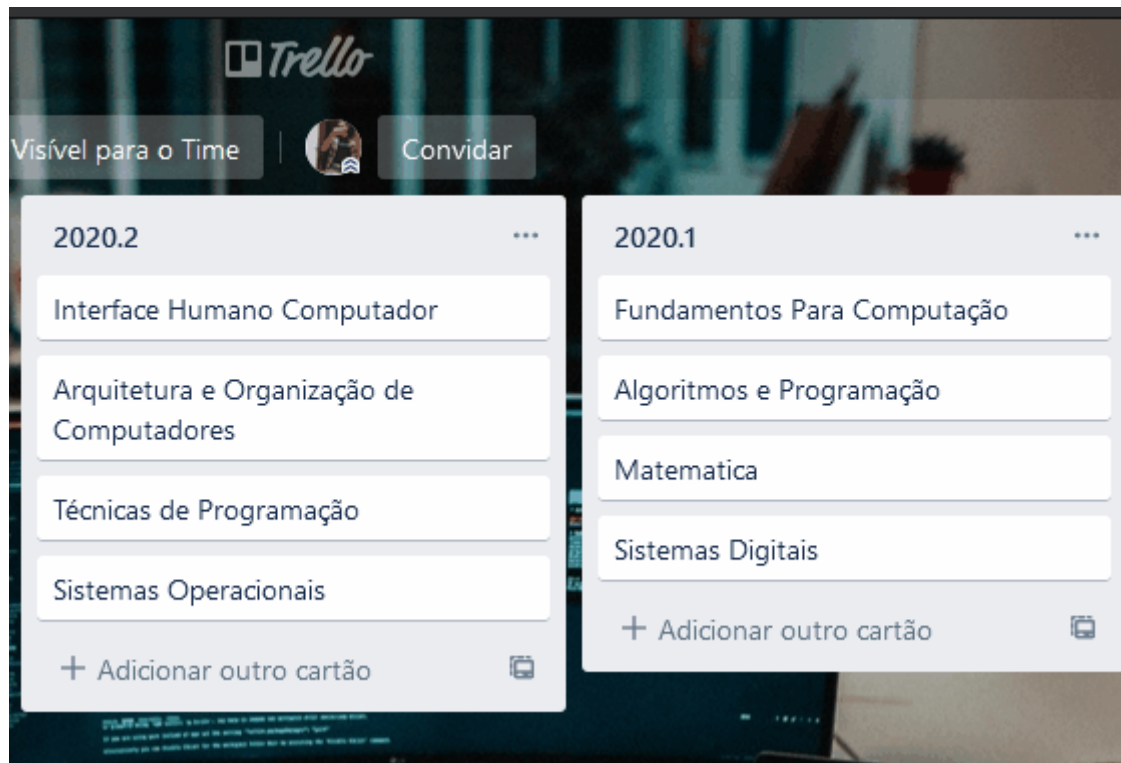 Trello
Visível para o Time
Convidar
2020.2
Interface Humano Computador
Arquitetura e Organização de
Computadores
Técnicas de Programação
Sistemas Operacionais
+ Adicionar outro cartão
2020.1
Fundamentos Para Computação
Algoritmos e Programação
Matematica
Sistemas Digitais
+ Adicionar outro cartão